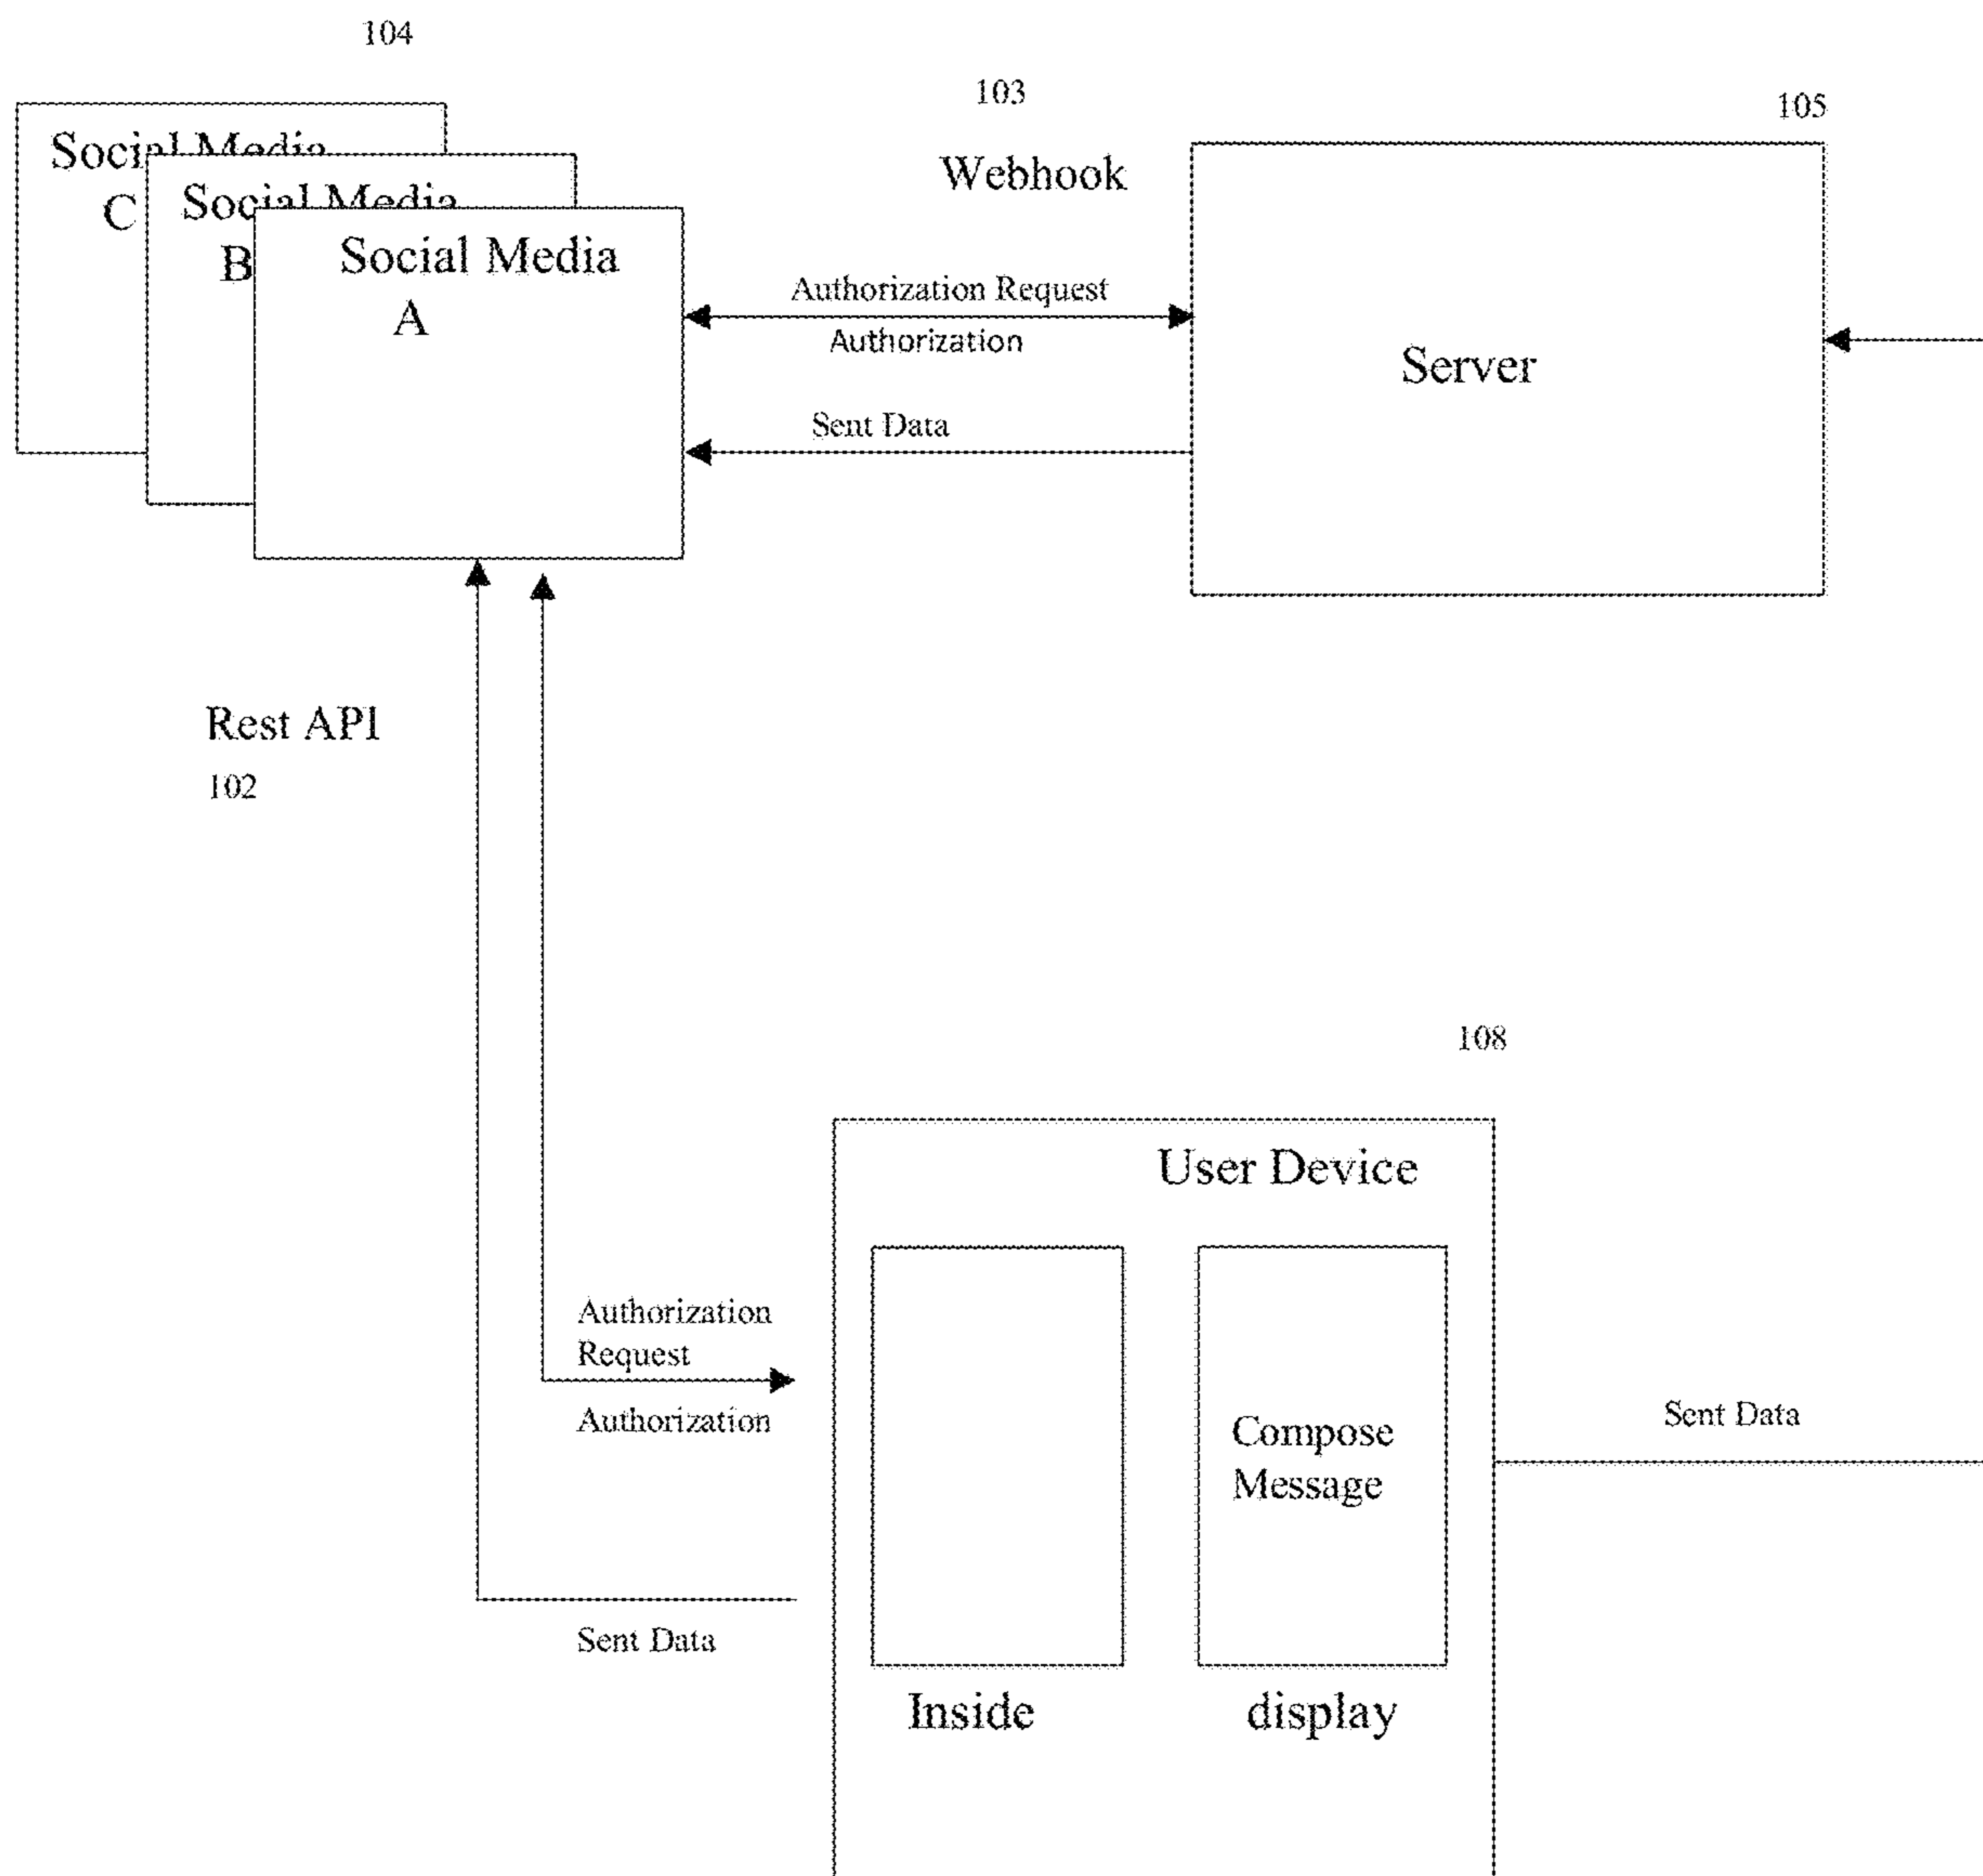 104
103
105
Social Media
C
Social Media
B
Social Media
A
Webhook
Authorization Request
Authorization
Sent Data
Server
Rest API
102
108
User Device
Authorization
Request
Authorization
Sent Data
Compose
Message
Inside
display
Sent Data